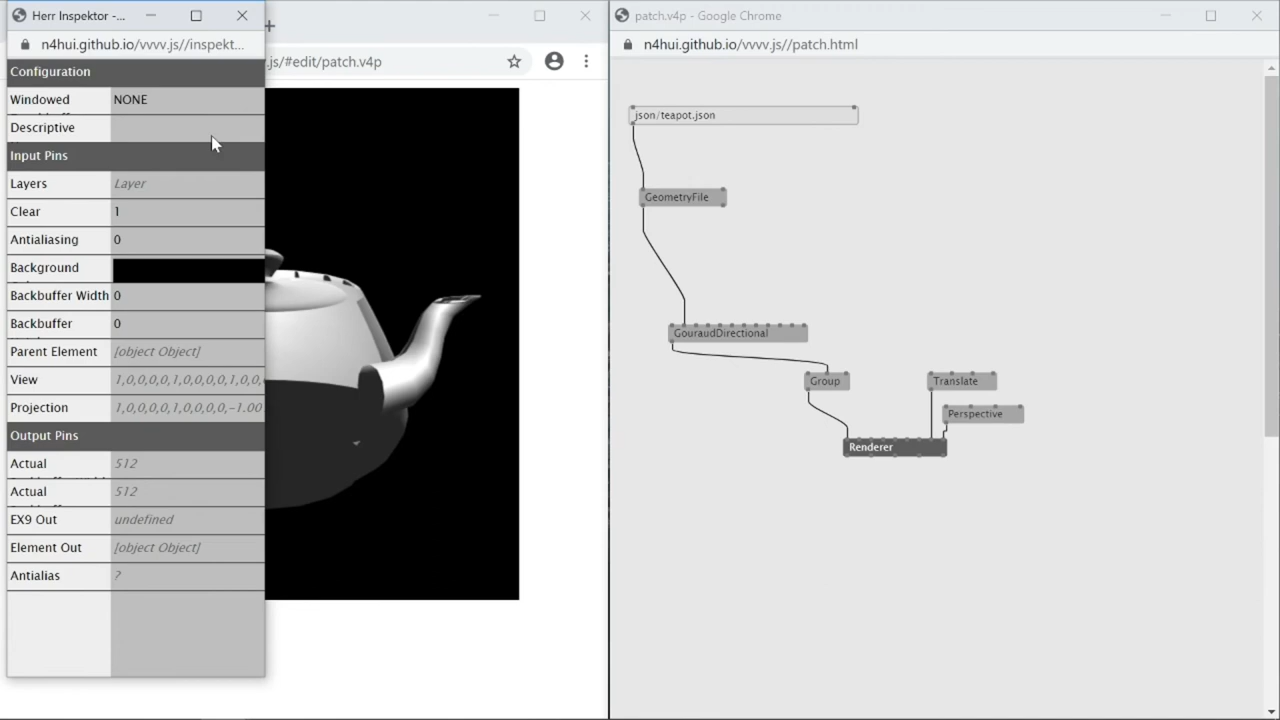 Herr Inspektor -...
n4hui.github.io/vvvv.js//inspekt...
Configuration
Windowed NONE
Descriptive
Input Pins
Layers Layer
Clear 1
Antialiasing 0
Background
Backbuffer Width 0
Backbuffer 0
Parent Element [object Object]
View 1,0,0,0,0,1,0,0,0,0,1,0,0,
Projection 1,0,0,0,0,1,0,0,0,0,-1.00
Output Pins
Actual 512
Actual 512
EX9 Out undefined
Element Out [object Object]
Antialias ?
.js/#edit/patch.v4p
patch.v4p - Google Chrome
n4hui.github.io/vvvv.js//patch.html
json/teapot.json
GeometryFile
GouraudDirectional
Group
Translate
Perspective
Renderer